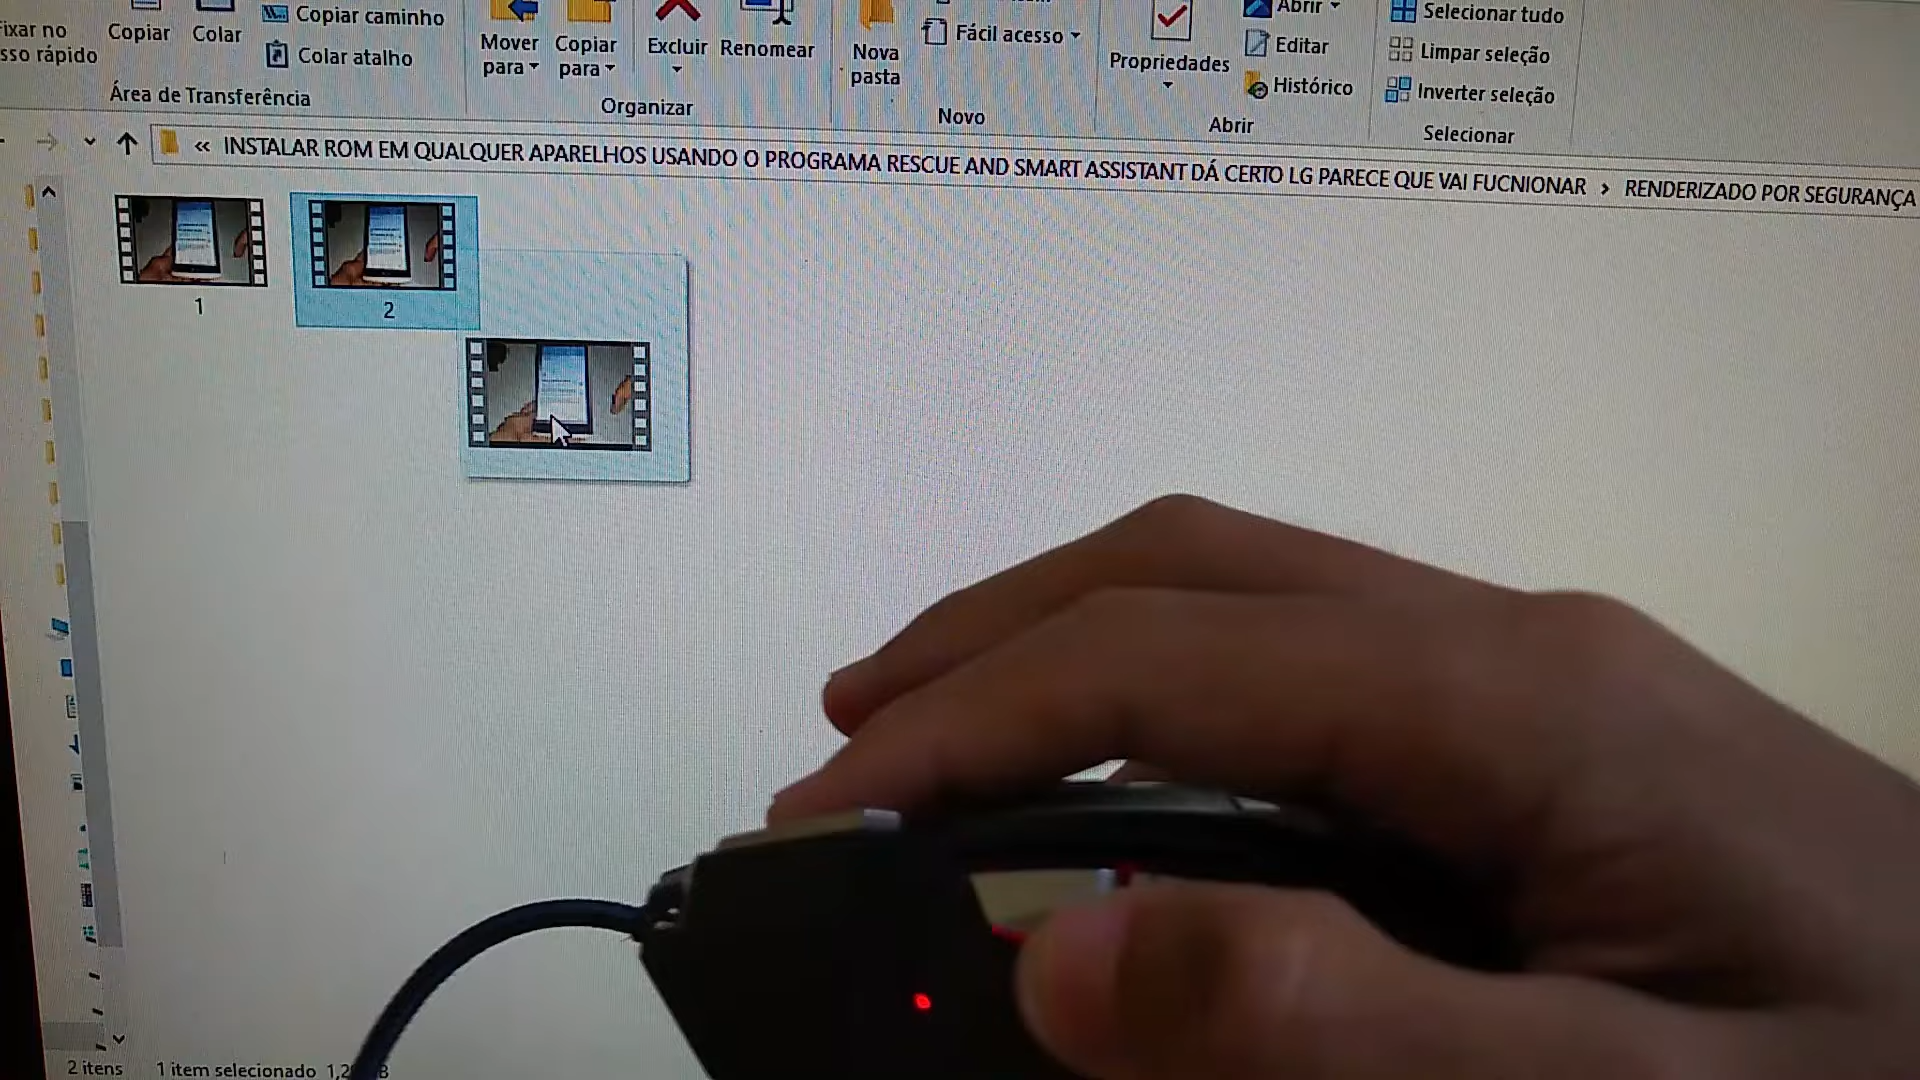 ixar no
sso rápido
Copiar
Colar
Copiar caminho
Colar atalho
Área de Transferência
Mover
para
Copiar
para
Excluir
Renomear
Organizar
Nova
pasta
Fácil acesso
Novo
Propriedades
Abrir
Editar
Histórico
Abrir
Selecionar tudo
Limpar seleção
Inverter seleção
Selecionar
« INSTALAR ROM EM QUALQUER APARELHOS USANDO O PROGRAMA RESCUE AND SMART ASSISTANT DÁ CERTO LG PARECE QUE VAI FUCNIONAR > RENDERIZADO POR SEGURANÇA
1
2
2 itens
1 item selecionado